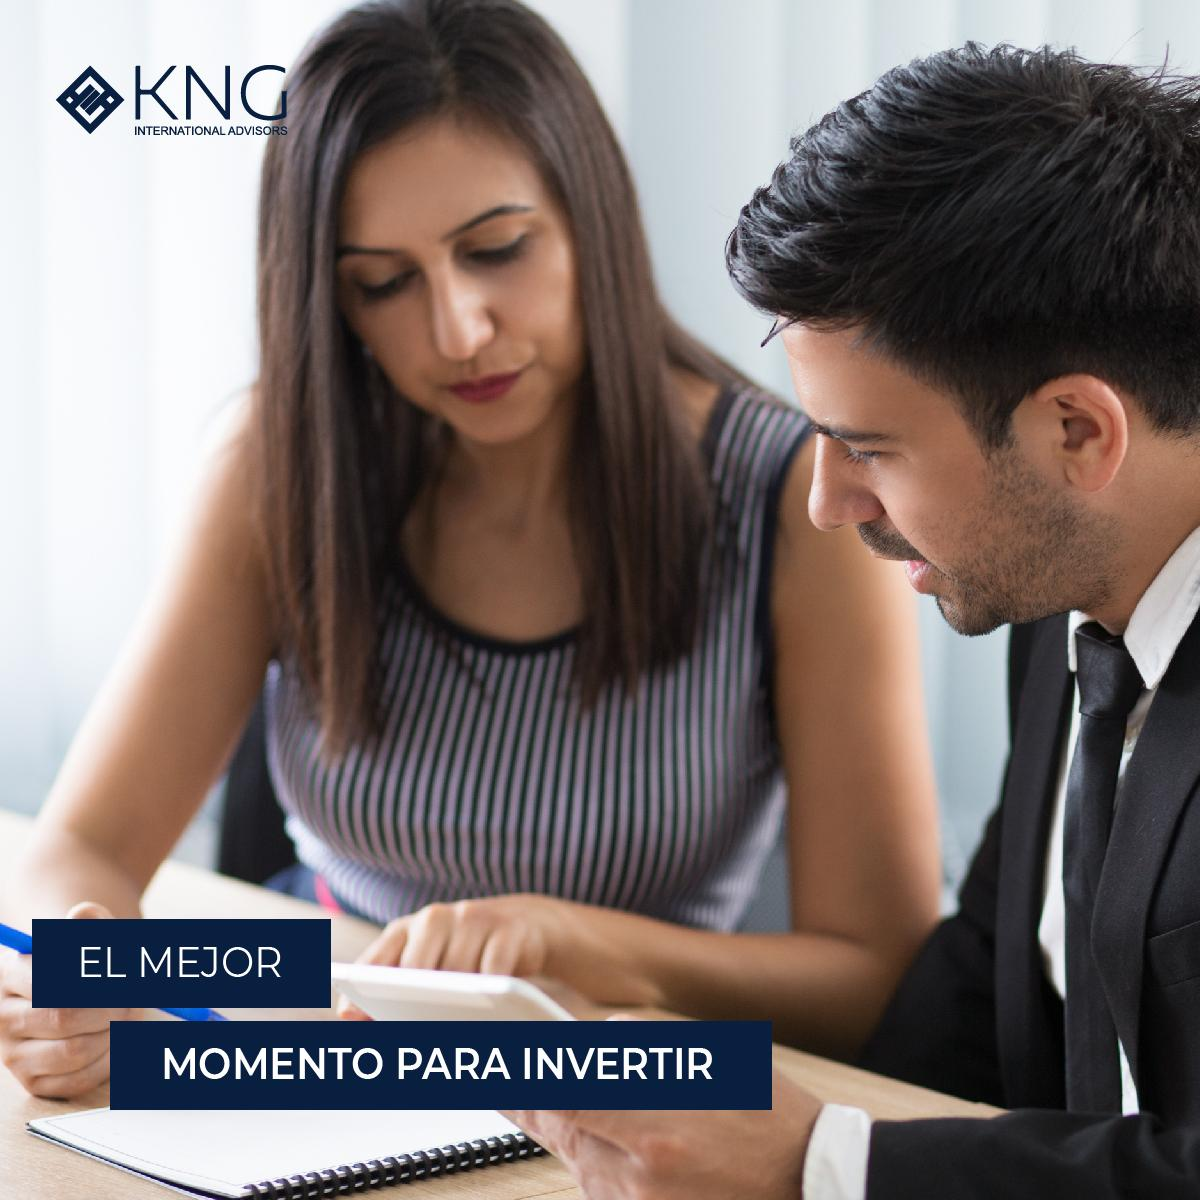 KNG
INTERNATIONAL ADVISORS
EL MEJOR
MOMENTO PARA INVERTIR